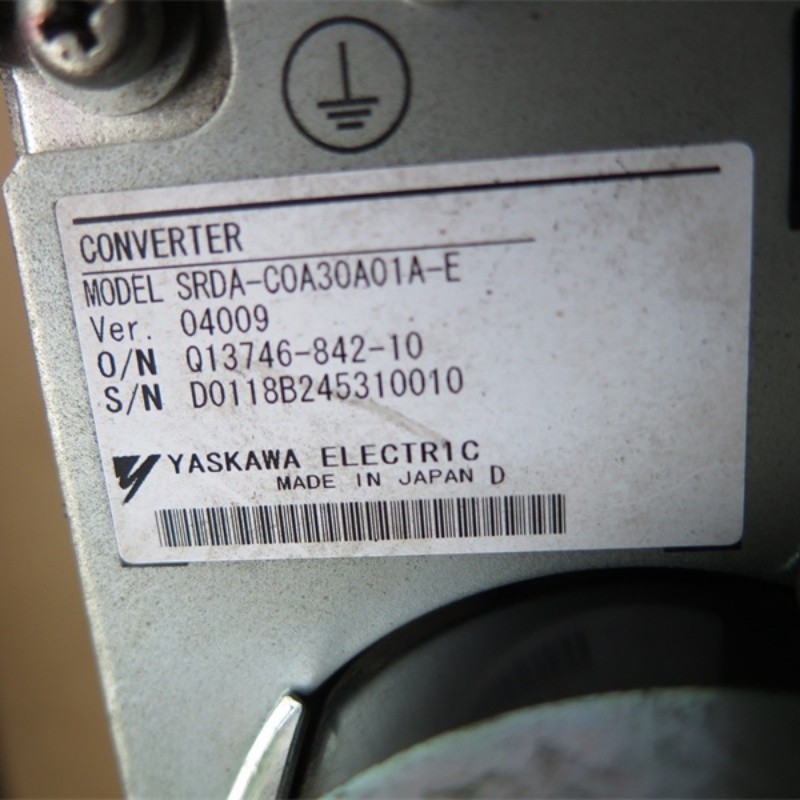 CONVERTER
MODEL SRDA-COA30A01A-E
Ver. 04009
O/N Q13746-842-10
S/N D0118B245310010
YASKAWA ELECTRIC
MADE IN JAPAN D